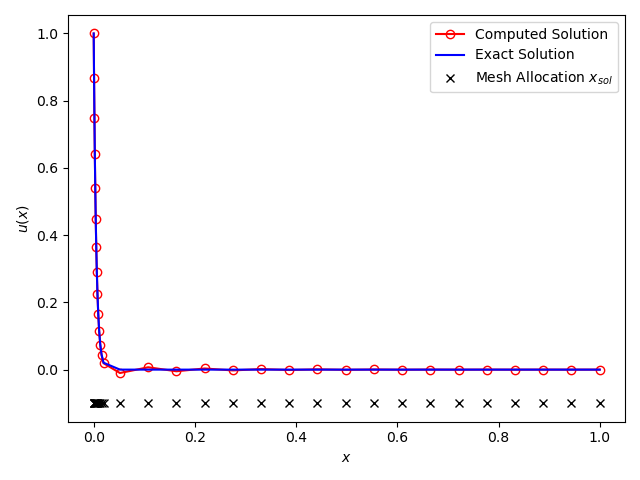 Computed Solution
Exact Solution
Mesh Allocation x_{sol}
u(x)
1.0
0.8
0.6
0.4
0.2
0.0
0.0 0.2 0.4 0.6 0.8 1.0
x